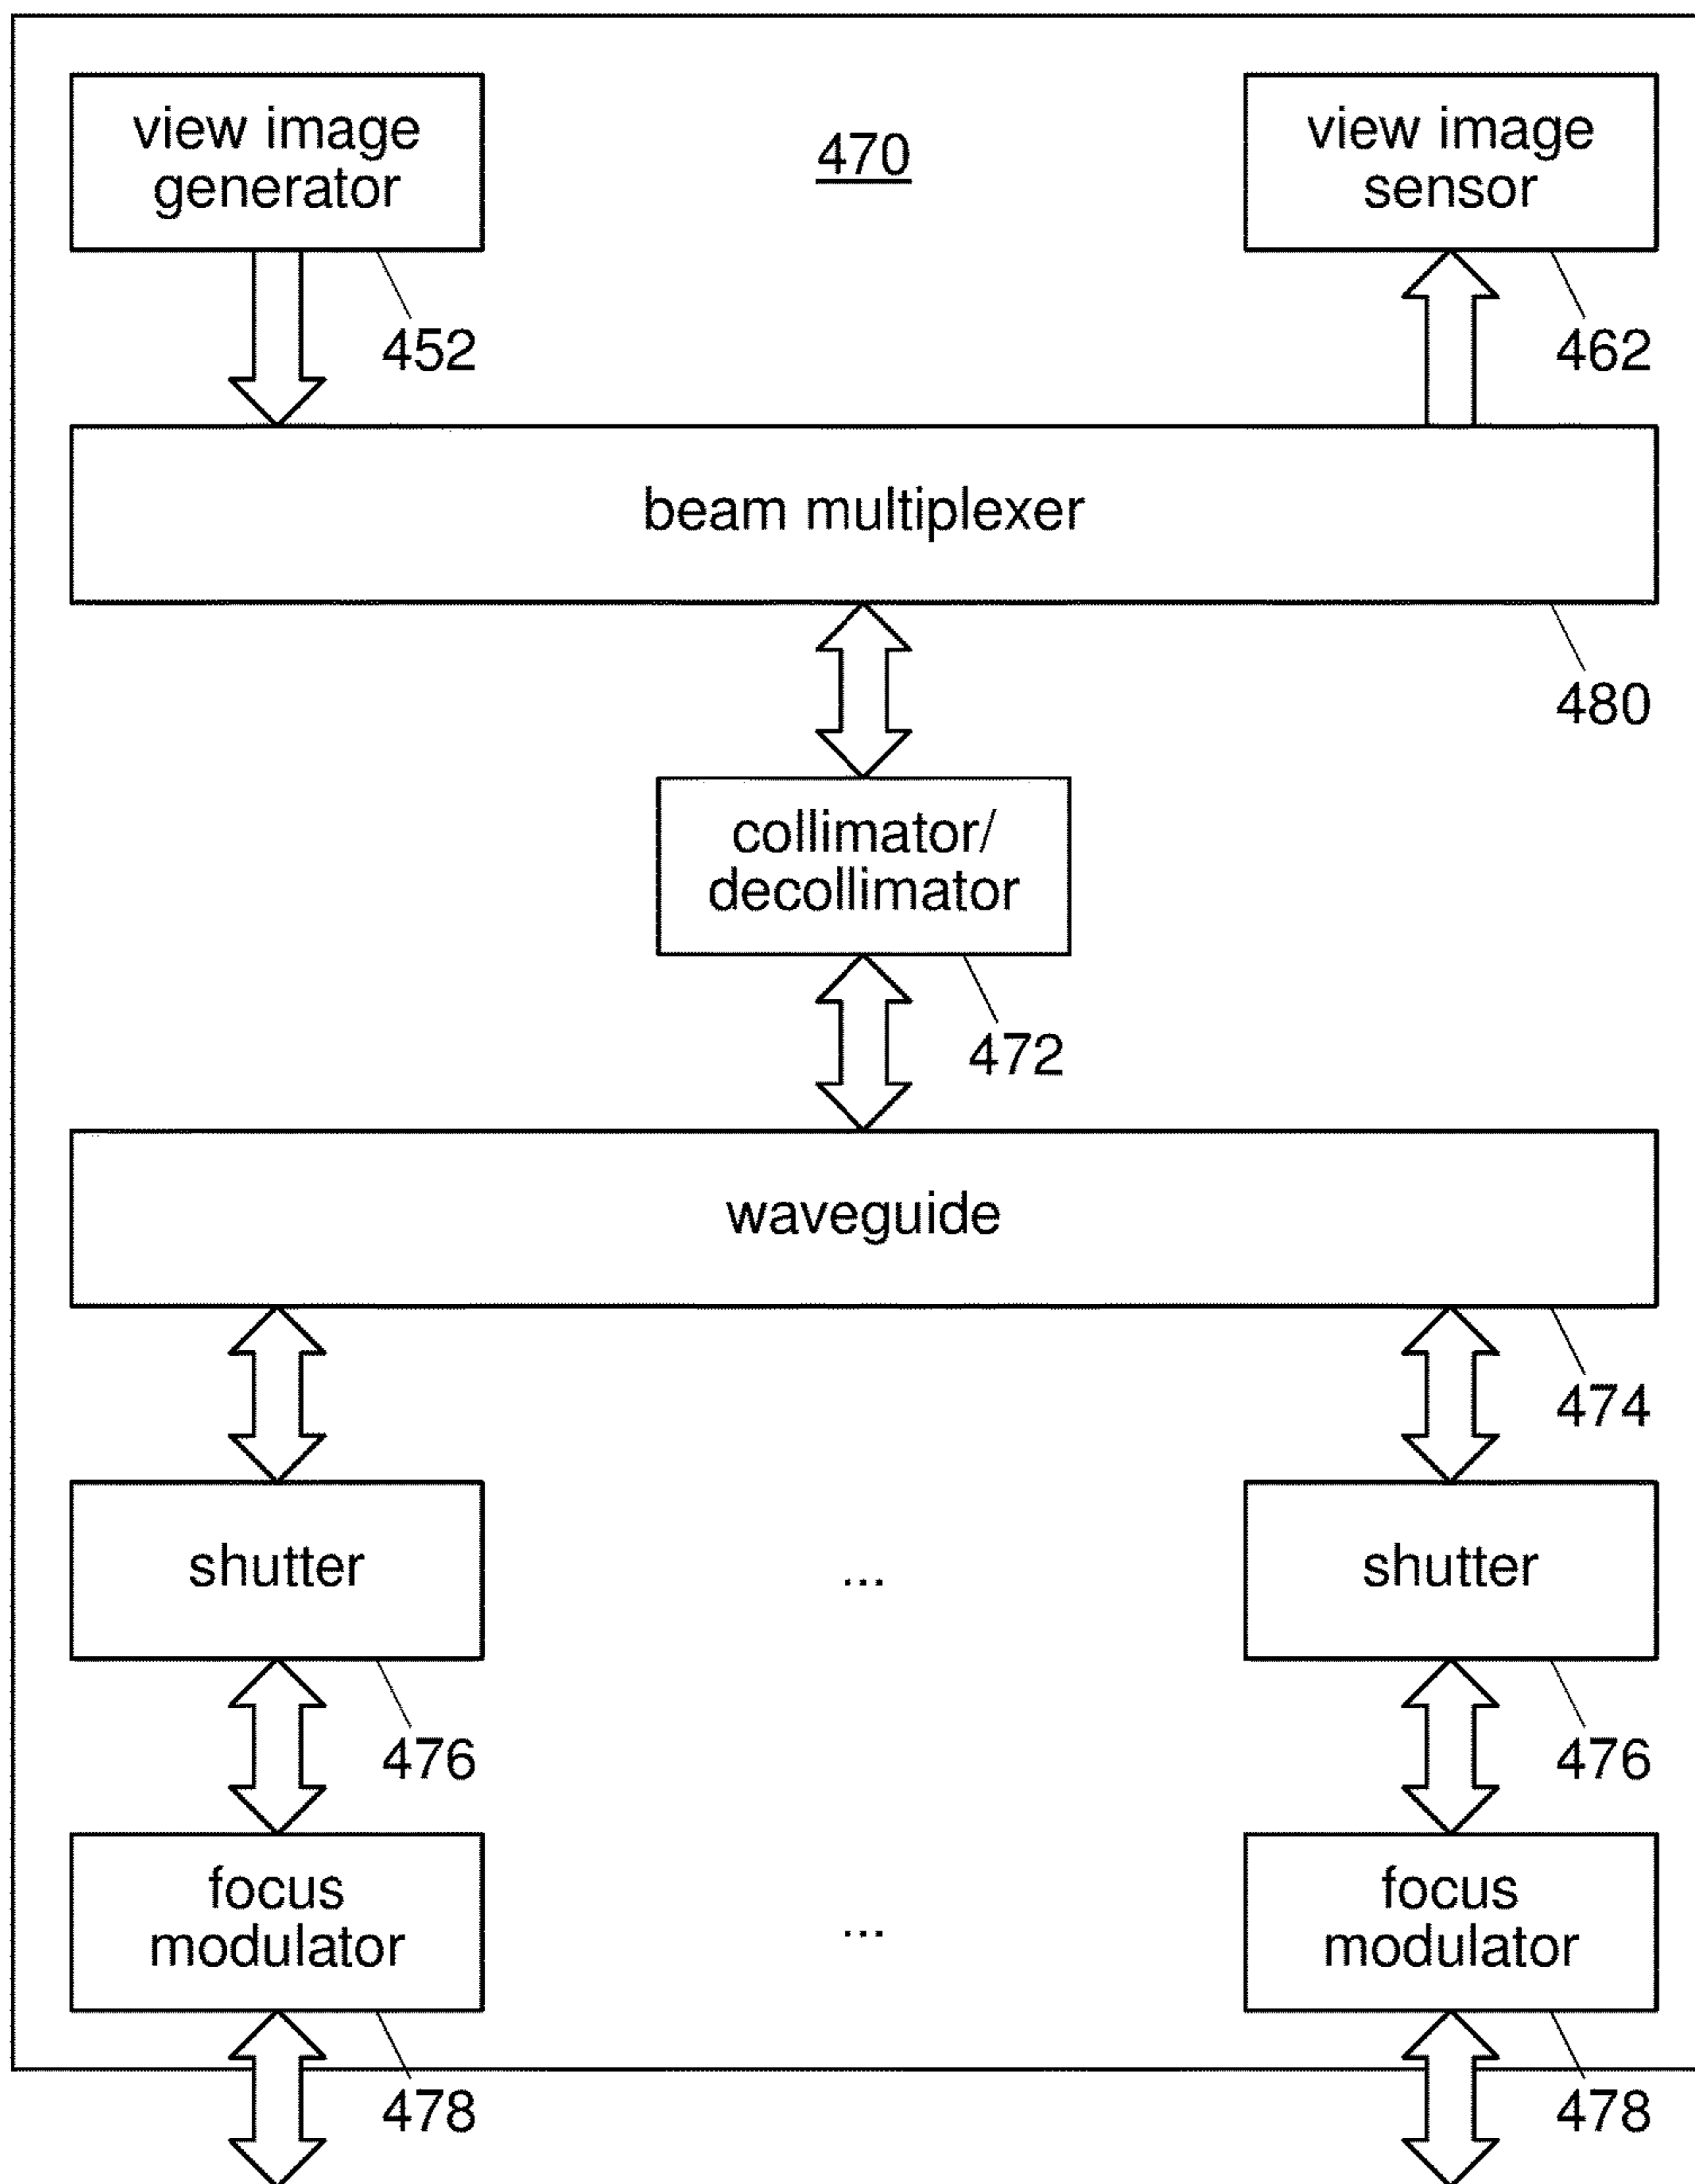 view image
generator
470
view image
sensor
452
462
beam multiplexer
480
collimator/
decollimator
472
waveguide
474
shutter
...
shutter
476
476
focus
modulator
...
focus
modulator
478
478